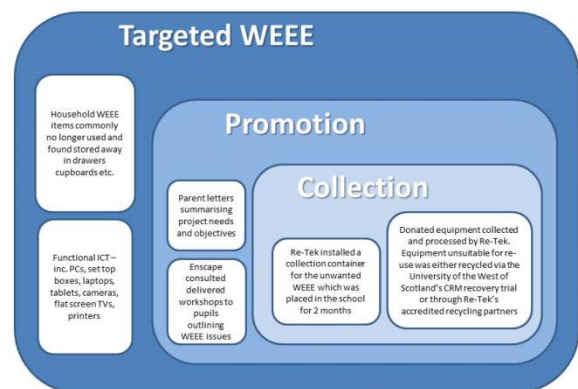 Targeted WEEE
Household WEEE
items commonly
no longer used and
found stored away
in drawers
cupboards etc.
Functional ICT –
inc. PCs, set top
boxes, laptops,
tablets, cameras,
flat screen TVs,
printers
Promotion
Parent letters
summarising
project needs
and objectives
Enscape
consulted
delivered
workshops to
pupils
outlining
WEEE issues
Collection
Re-Tek installed a
collection container
for the unwanted
WEEE which was
placed in the school
for 2 months
Donated equipment collected
and processed by Re-Tek.
Equipment unsuitable for re-
use was either recycled via the
University of the West of
Scotland's CRM recovery trial
or through Re-Tek's
accredited recycling partners